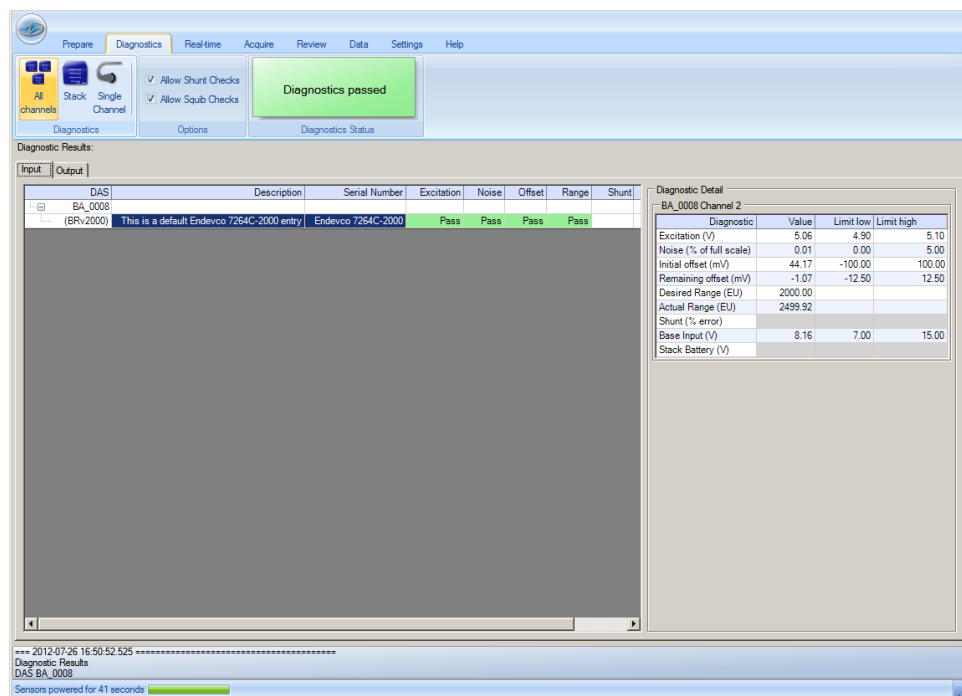 Prepare Diagnostics Real-time Acquire Review Data Settings Help
All channels
Stack
Single Channel
Allow Shunt Checks
Allow Squib Checks
Diagnostics passed
Diagnostics Options Diagnostics Status
Diagnostic Results:
Input Output
DAS Description Serial Number Excitation Noise Offset Range Shunt
BA_0008
(BRv2000) This is a default Endevco 7264C-2000 entry Endevco 7264C-2000 Pass Pass Pass Pass
Diagnostic Detail
BA_0008 Channel 2
Diagnostic Value Limit low Limit high
Excitation (V) 5.06 4.90 5.10
Noise (% of full scale) 0.01 0.00 5.00
Initial offset (mV) 44.17 -100.00 100.00
Remaining offset (mV) -1.07 -12.50 12.50
Desired Range (EU) 2000.00
Actual Range (EU) 2499.92
Shunt (% error)
Base Input (V) 8.16 7.00 15.00
Stack Battery (V)
=== 2012-07-26 16:50:52.525 ========================================
Diagnostic Results
DAS BA_0008
Sensors powered for 41 seconds